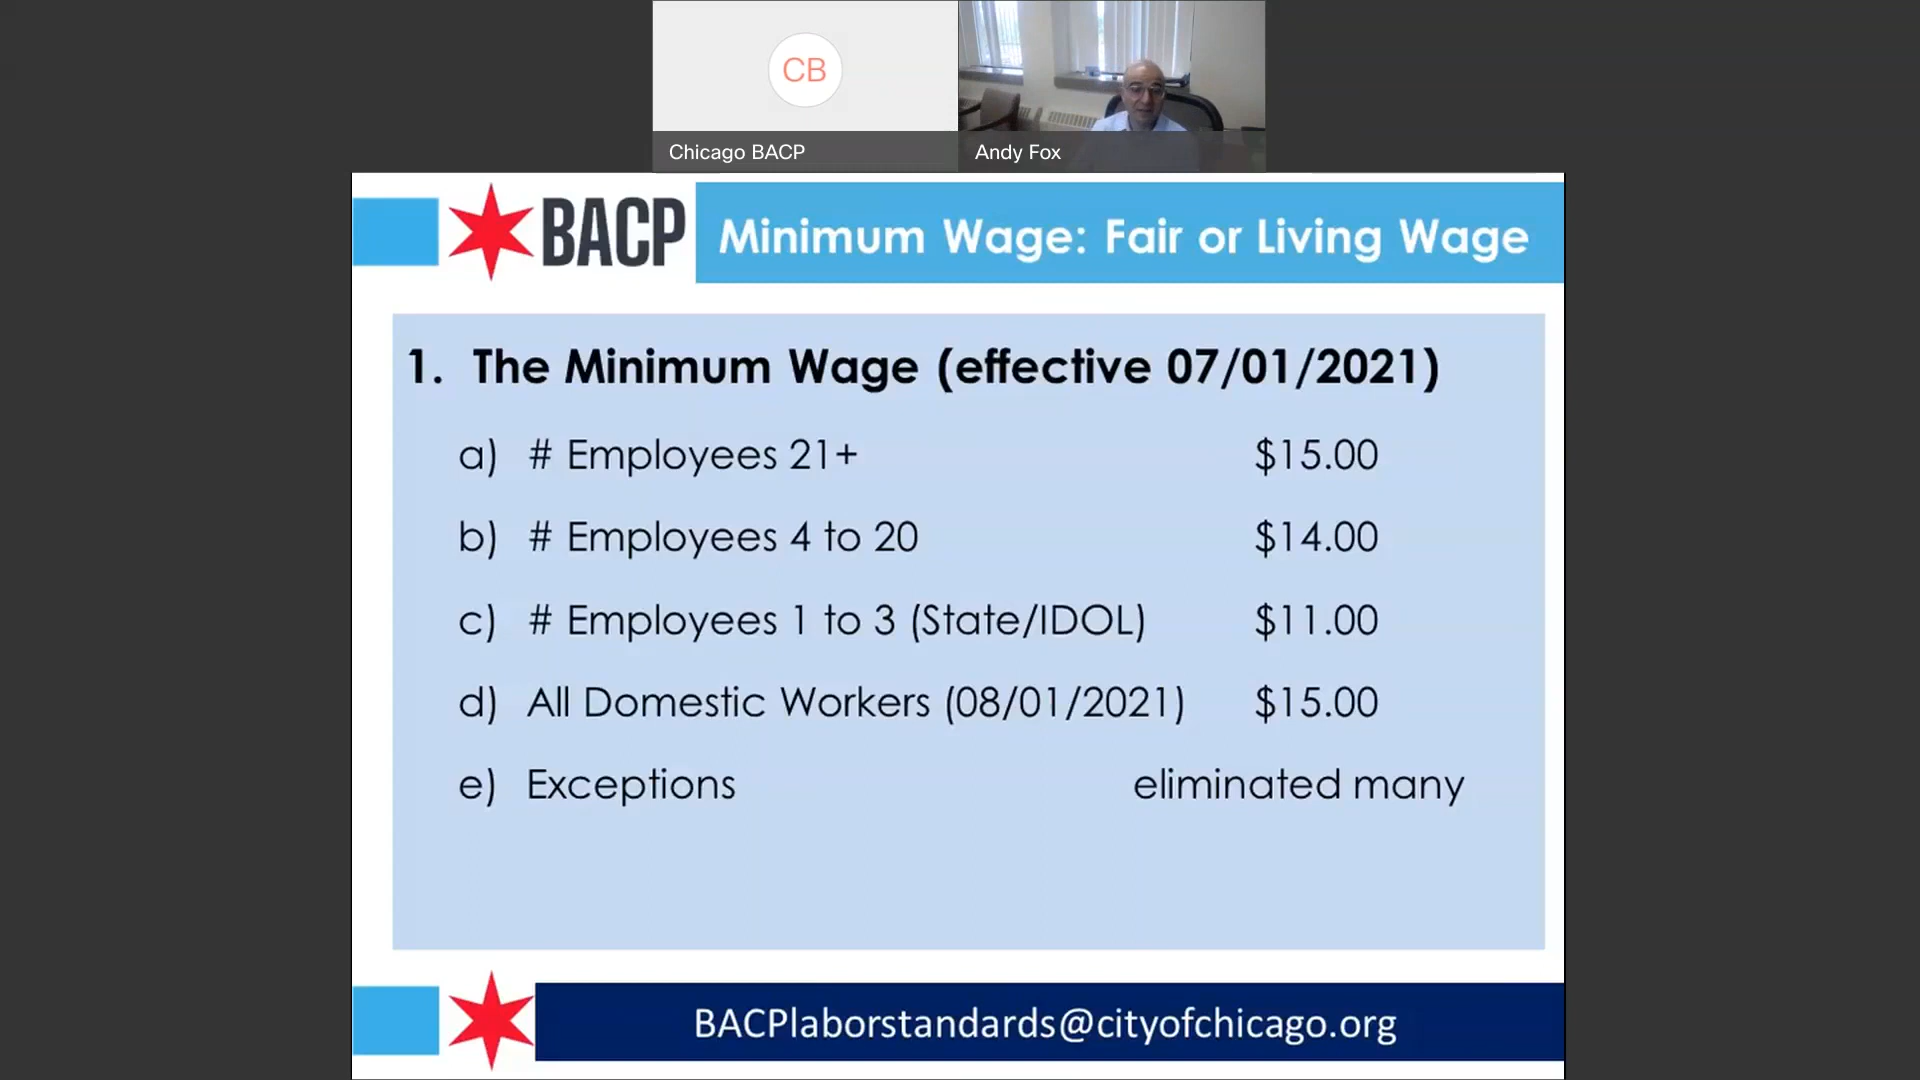 CB
Chicago BACP
Andy Fox
BACP
Minimum Wage: Fair or Living Wage
1. The Minimum Wage (effective 07/01/2021)
a) # Employees 21+ $15.00
b) # Employees 4 to 20 $14.00
c) # Employees 1 to 3 (State/IDOL) $11.00
d) All Domestic Workers (08/01/2021) $15.00
e) Exceptions eliminated many
BACPlaborstandards@cityofchicago.org